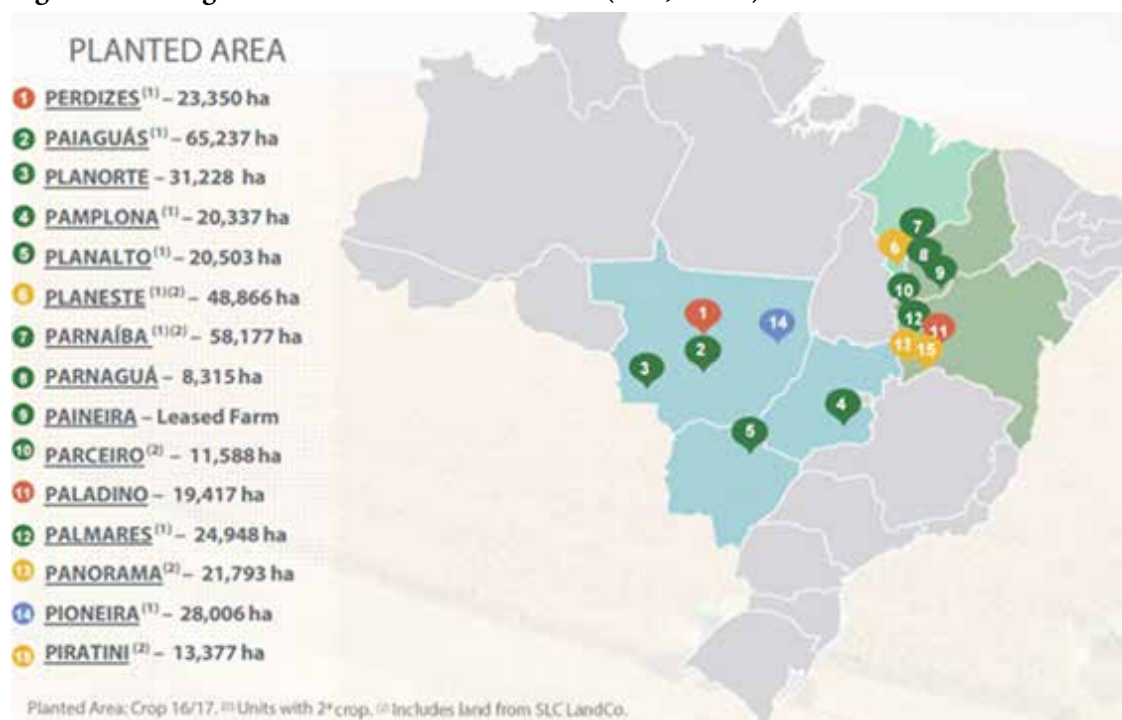 PLANTED AREA
1 PERDIZES(1) – 23,350 ha
2 PAIAGUÁS(1) – 65,237 ha
3 PLANORTE – 31,228 ha
4 PAMPLONA(1) – 20,337 ha
5 PLANALTO(1) – 20,503 ha
6 PLANESTE(1)(2) – 48,866 ha
7 PARNAÍBA(1)(2) – 58,177 ha
8 PARNAGUÁ – 8,315 ha
9 PAINEIRA – Leased Farm
10 PARCEIRO(2) – 11,588 ha
11 PALADINO – 19,417 ha
12 PALMARES(1) – 24,948 ha
13 PANORAMA(2) – 21,793 ha
14 PIONEIRA(1) – 28,006 ha
15 PIRATINI(2) – 13,377 ha
Planted Area: Crop 16/17. (1) Units with 2ª crop. (2) Includes land from SLC LandCo.
7
6
8
9
10
12
11
13
15
1
14
2
3
4
5